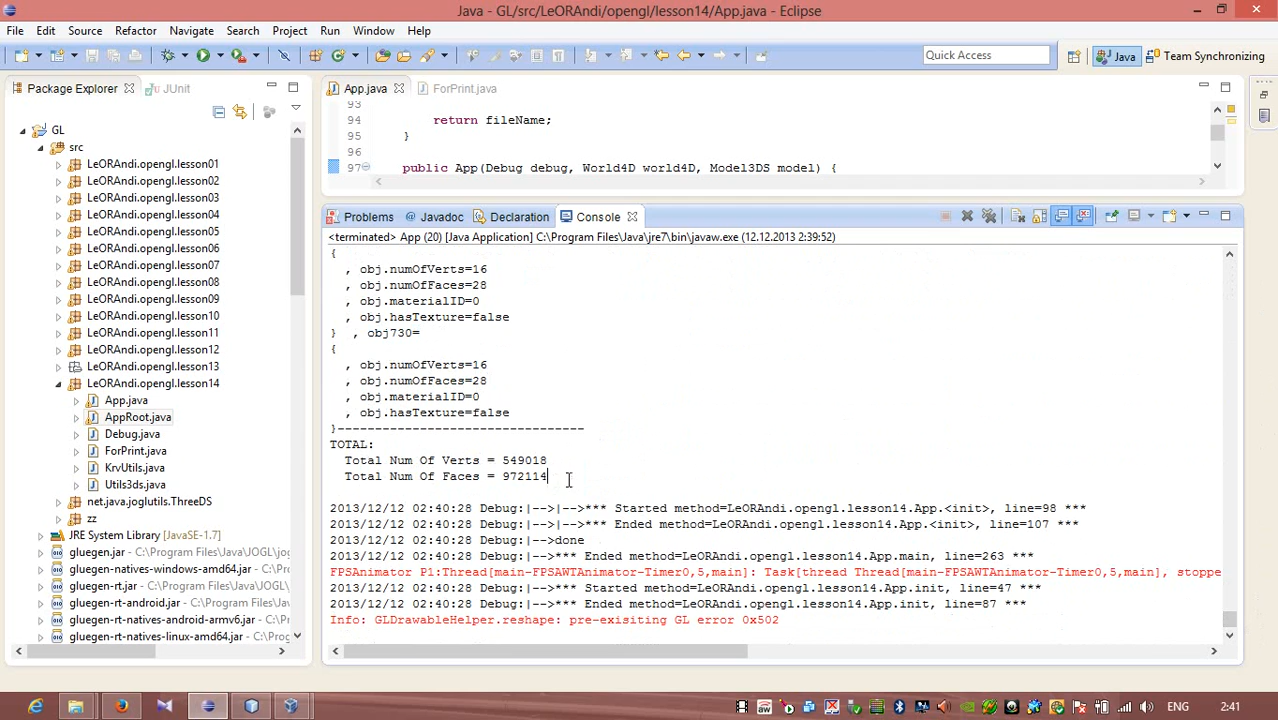 Java - GL/src/LeORAndi/opengl/lesson14/App.java - Eclipse
File Edit Source Refactor Navigate Search Project Run Window Help
Quick Access
Java
Team Synchronizing
Package Explorer
JUnit
GL
src
LeORAndi.opengl.lesson01
LeORAndi.opengl.lesson02
LeORAndi.opengl.lesson03
LeORAndi.opengl.lesson04
LeORAndi.opengl.lesson05
LeORAndi.opengl.lesson06
LeORAndi.opengl.lesson07
LeORAndi.opengl.lesson08
LeORAndi.opengl.lesson09
LeORAndi.opengl.lesson10
LeORAndi.opengl.lesson11
LeORAndi.opengl.lesson12
LeORAndi.opengl.lesson13
LeORAndi.opengl.lesson14
App.java
AppRoot.java
Debug.java
ForPrint.java
KrvUtils.java
Utils3ds.java
net.java.joglutils.ThreeDS
zz
JRE System Library [JavaSE-1.7]
gluegen.jar - C:\Program Files\Java\JOGL\
gluegen-natives-windows-amd64.jar
gluegen-rt.jar - C:\Program Files\Java\JO
gluegen-rt-android.jar - C:\Program Files
gluegen-rt-natives-android-armv6.jar
gluegen-rt-natives-linux-amd64.jar - C:\
App.java
ForPrint.java
93
94 return fileName;
95 }
96
97 public App(Debug debug, World4D world4D, Model3DS model) {
Problems @ Javadoc Declaration Console
<terminated> App (20) [Java Application] C:\Program Files\Java\jre7\bin\javaw.exe (12.12.2013 2:39:52)
{
, obj.numOfVerts=16
, obj.numOfFaces=28
, obj.materialID=0
, obj.hasTexture=false
} , obj730=
{
, obj.numOfVerts=16
, obj.numOfFaces=28
, obj.materialID=0
, obj.hasTexture=false
}---------------------------------
TOTAL:
Total Num Of Verts = 549018
Total Num Of Faces = 972114
2013/12/12 02:40:28 Debug:|-->|-->*** Started method=LeORAndi.opengl.lesson14.App.<init>, line=98 ***
2013/12/12 02:40:28 Debug:|-->|-->*** Ended method=LeORAndi.opengl.lesson14.App.<init>, line=107 ***
2013/12/12 02:40:28 Debug:|-->done
2013/12/12 02:40:28 Debug:|-->*** Ended method=LeORAndi.opengl.lesson14.App.main, line=263 ***
FPSAnimator P1:Thread[main-FPSAWTAnimator-Timer0,5,main]: Task[thread Thread[main-FPSAWTAnimator-Timer0,5,main], stoppe
2013/12/12 02:40:28 Debug:|-->*** Started method=LeORAndi.opengl.lesson14.App.init, line=47 ***
2013/12/12 02:40:28 Debug:|-->*** Ended method=LeORAndi.opengl.lesson14.App.init, line=87 ***
Info: GLDrawableHelper.reshape: pre-exisiting GL error 0x502
ENG 2:41